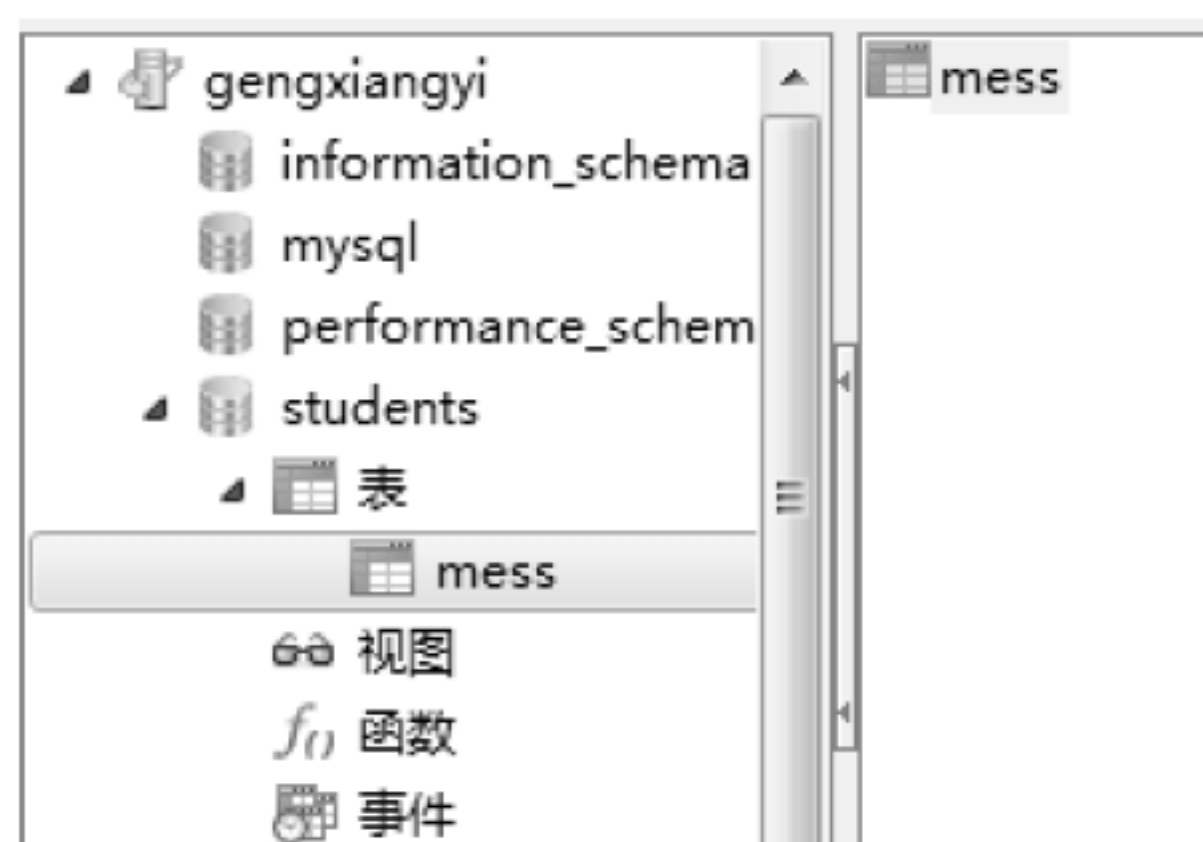 gengxiangyi
information_schema
mysql
performance_schem
students
表
mess
视图
f()
函数
事件
mess